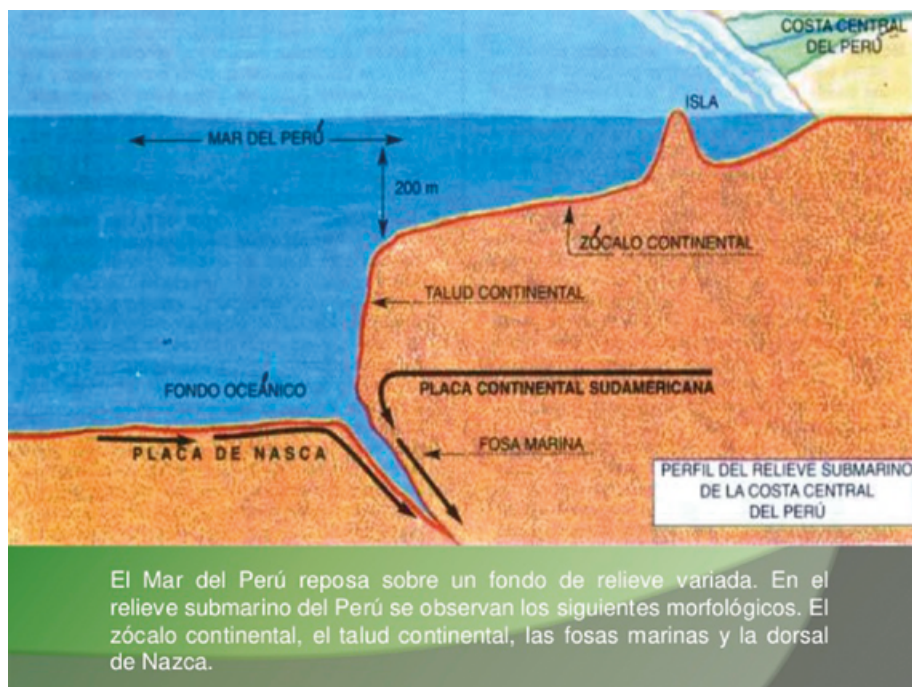 COSTA CENTRAL
DEL PERÚ
ISLA
MAR DEL PERÚ
200 m
ZÓCALO CONTINENTAL
TALUD CONTINENTAL
FONDO OCEÁNICO
PLACA CONTINENTAL SUDAMERICANA
PLACA DE NASCA
FOSA MARINA
PERFIL DEL RELIEVE SUBMARINO
DE LA COSTA CENTRAL
DEL PERÚ
El Mar del Perú reposa sobre un fondo de relieve variada. En el
relieve submarino del Perú se observan los siguientes morfológicos. El
zócalo continental, el talud continental, las fosas marinas y la dorsal
de Nazca.